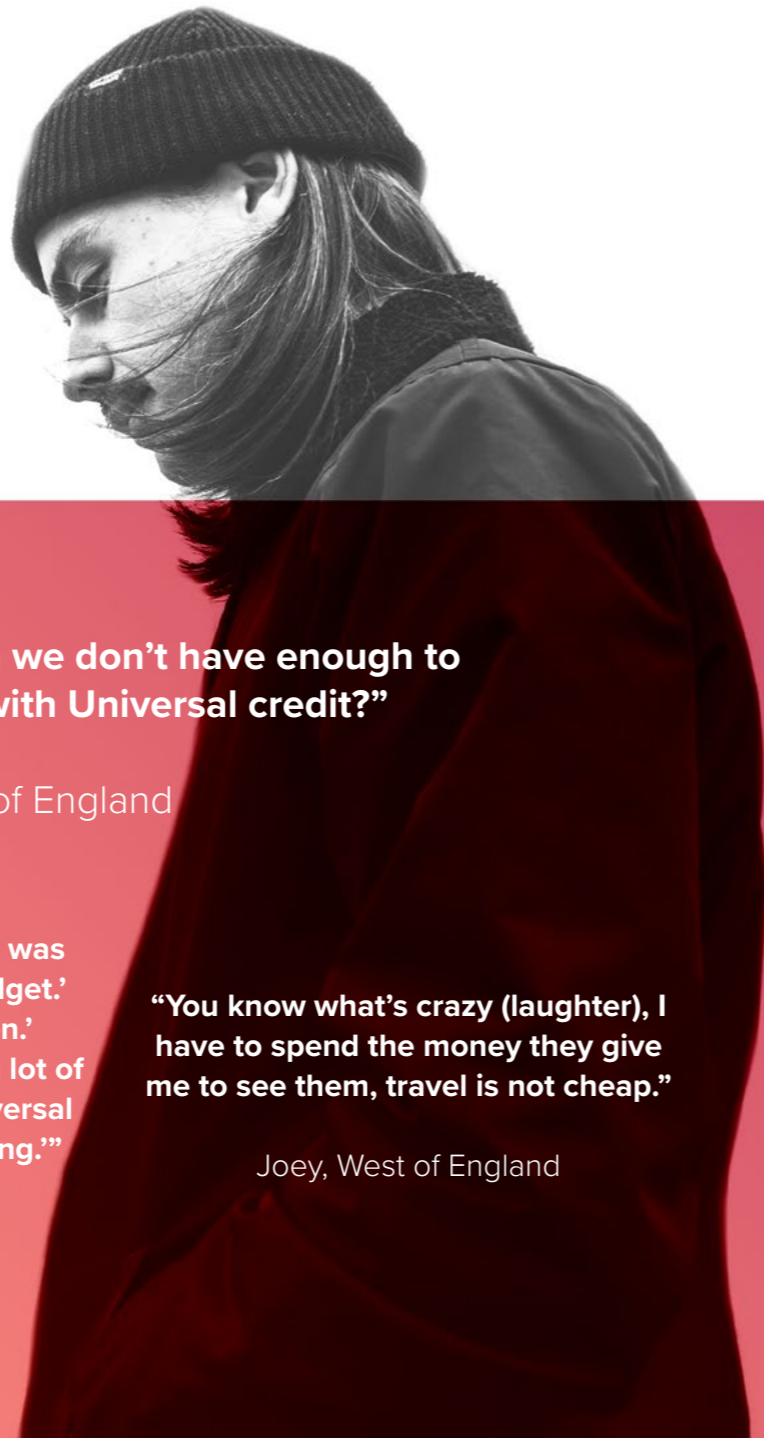 we don’t have enough to
with Universal credit?”
of England
was
n.’
lot of
ng.’”
“You know what’s crazy (laughter), I
have to spend the money they give
me to see them, travel is not cheap.”
Joey, West of England